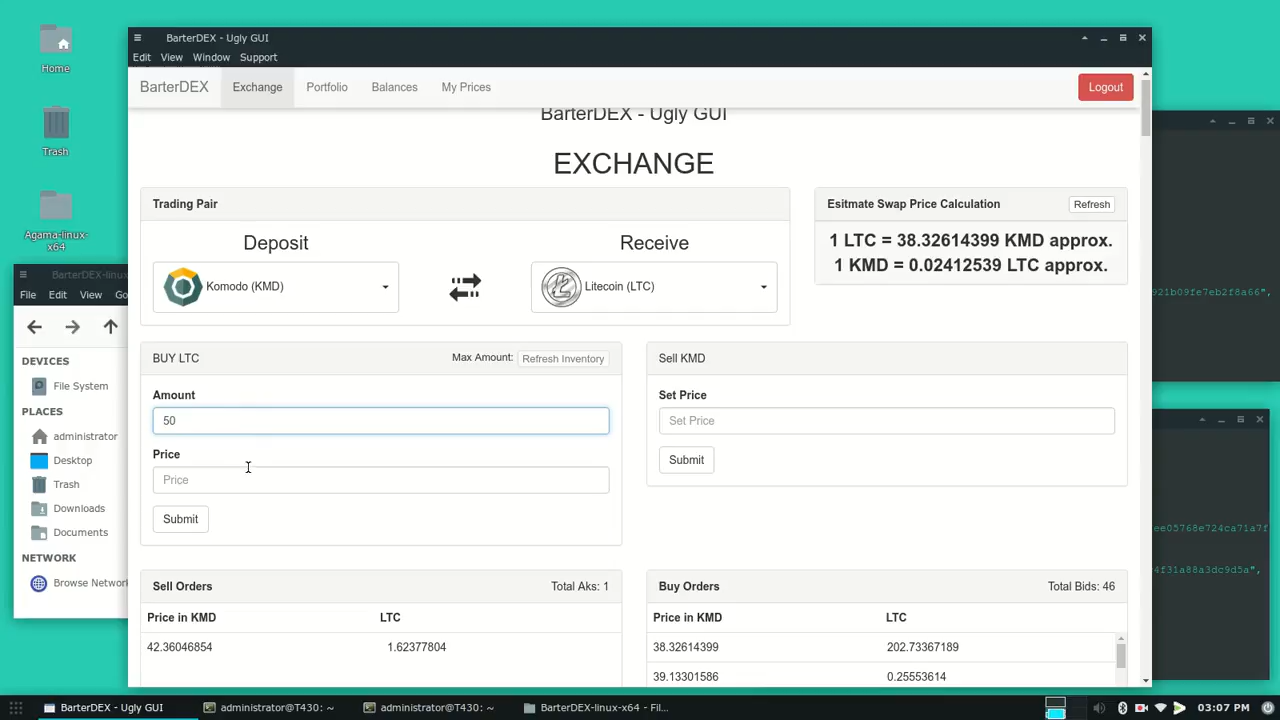 BarterDEX - Ugly GUI
Edit View Window Support
BarterDEX Exchange Portfolio Balances My Prices Logout
BarterDEX - Ugly GUI
EXCHANGE
Trading Pair
Deposit Receive
Komodo (KMD) Litecoin (LTC)
Esitmate Swap Price Calculation Refresh
1 LTC = 38.32614399 KMD approx.
1 KMD = 0.02412539 LTC approx.
BUY LTC Max Amount: Refresh Inventory
Amount
50
Price
Price
Submit
Sell KMD
Set Price
Set Price
Submit
Sell Orders Total Aks: 1
Price in KMD LTC
42.36046854 1.62377804
Buy Orders Total Bids: 46
Price in KMD LTC
38.32614399 202.73367189
39.13301586 0.25553614
Home
Trash
Agama-linux-
x64
BarterDEX-linux
File Edit View Go
DEVICES
File System
PLACES
administrator
Desktop
Trash
Downloads
Documents
NETWORK
Browse Network
921b09fe7eb2f8a66",
ee05768e724ca71a7f
4f31a88a3dc9d5a",
BarterDEX - Ugly GUI administrator@T430: ~ administrator@T430: ~ BarterDEX-linux-x64 - Fil... 03:07 PM